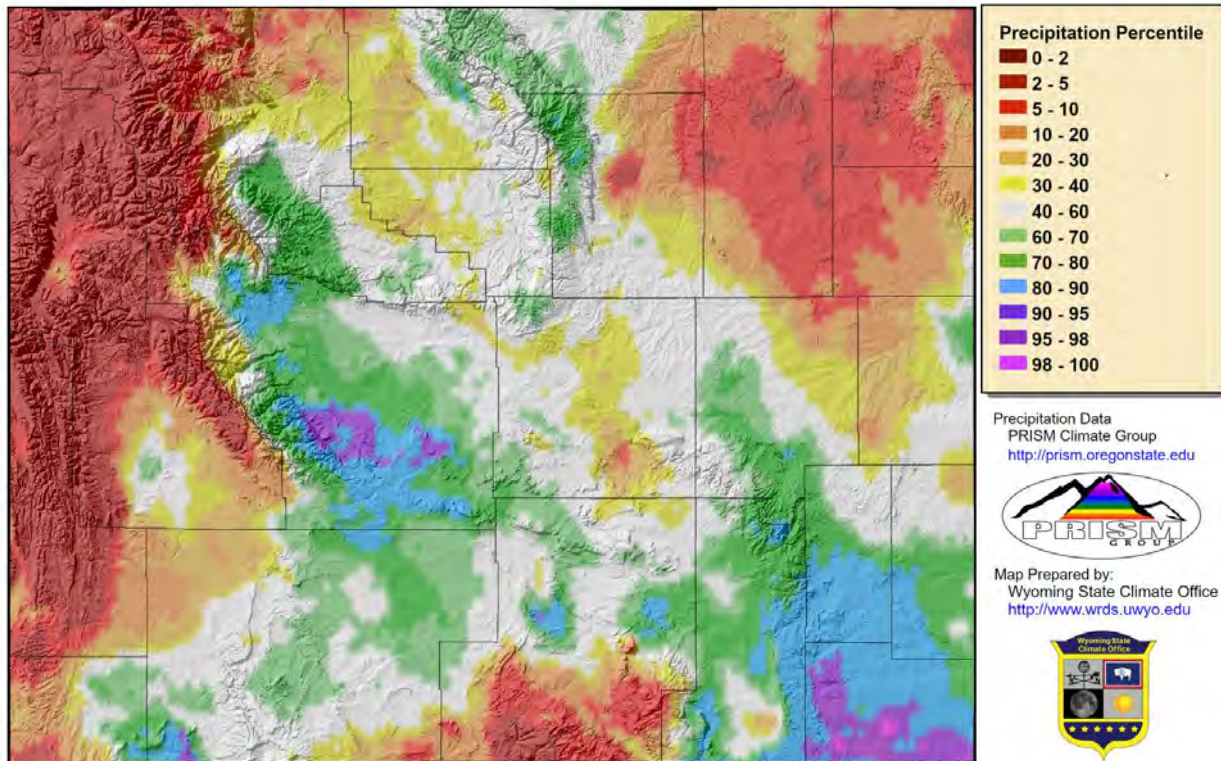 Precipitation Percentile
0 - 2
2 - 5
5 - 10
10 - 20
20 - 30
30 - 40
40 - 60
60 - 70
70 - 80
80 - 90
90 - 95
95 - 98
98 - 100
Precipitation Data
PRISM Climate Group
http://prism.oregonstate.edu
PRISM
GROUP
Map Prepared by:
Wyoming State Climate Office
http://www.wrds.uwyo.edu
Wyoming State
Climate Office